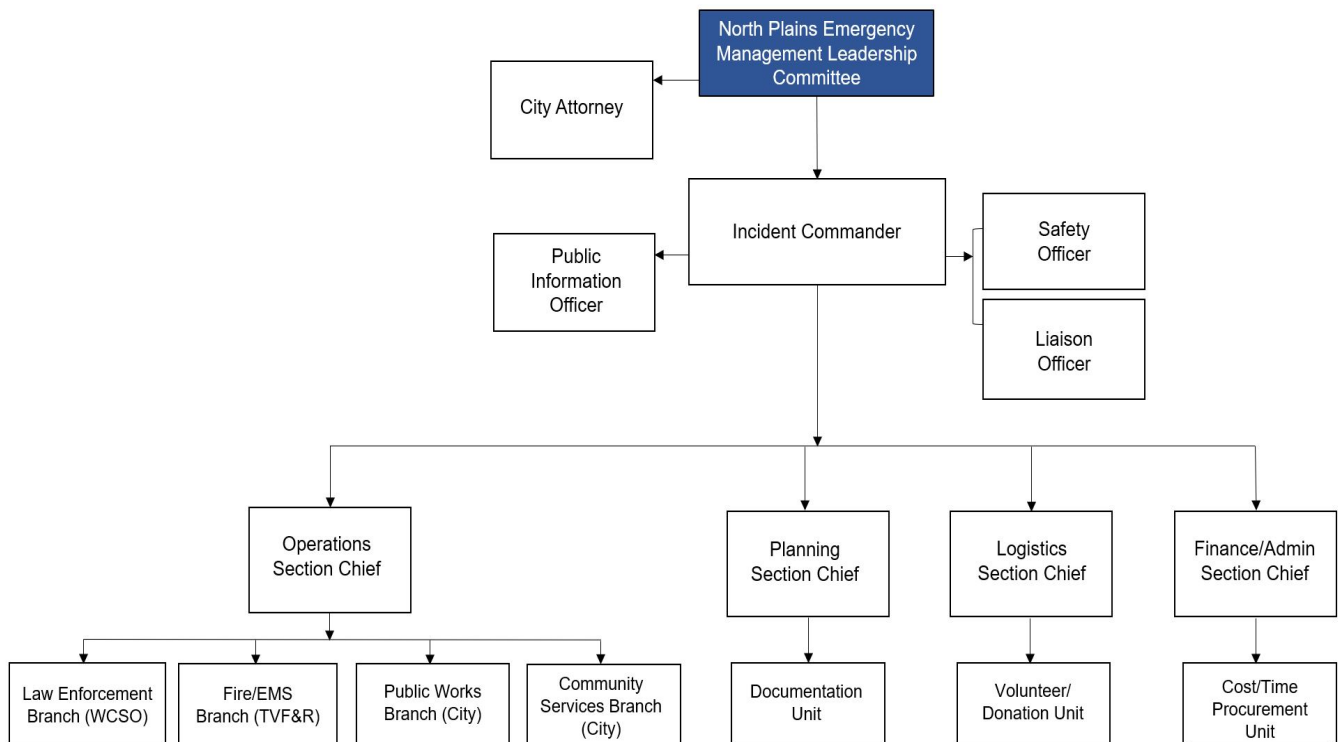 North Plains Emergency
Management Leadership
Committee
City Attorney
Incident Commander
Public
Information
Officer
Safety
Officer
Liaison
Officer
Operations
Section Chief
Planning
Section Chief
Logistics
Section Chief
Finance/Admin
Section Chief
Law Enforcement
Branch (WCSO)
Fire/EMS
Branch (TVF&R)
Public Works
Branch (City)
Community
Services Branch
(City)
Documentation
Unit
Volunteer/
Donation Unit
Cost/Time
Procurement
Unit